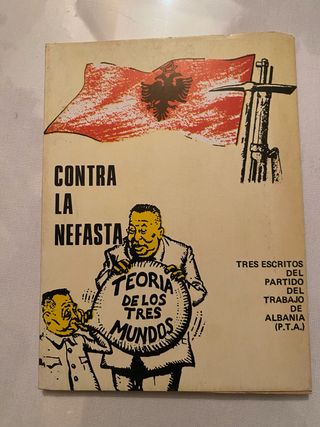 CONTRA
LA
NEFASTA
TEORIA
DE LOS
TRES
MUNDOS
TRES ESCRITOS
DEL
PARTIDO
DEL
TRABAJO
DE
ALBANIA
(P.T.A.)